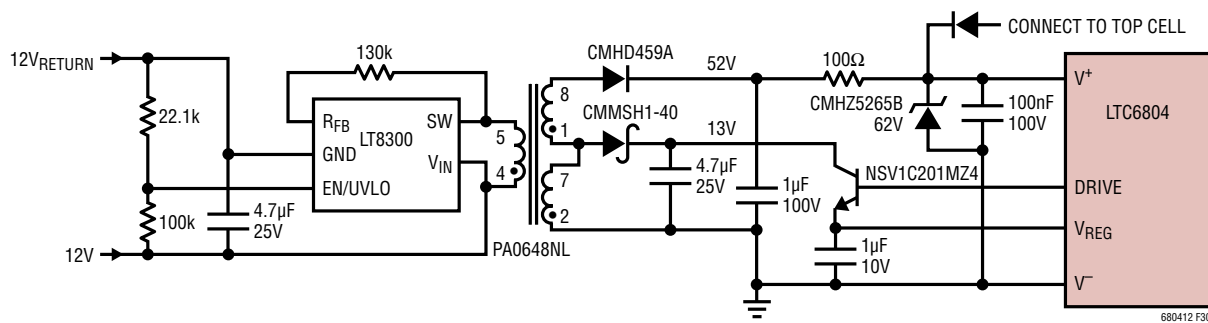 CONNECT TO TOP CELL
12VRETURN
130k
CMHD459A
52V
100Ω
V+
22.1k
RFB
LT8300
SW
5
8
CMMSH1-40
CMHZ5265B
62V
100nF
100V
LTC6804
GND
VIN
4
1
13V
EN/UVLO
7
4.7µF
25V
NSV1C201MZ4
DRIVE
100k
4.7µF
25V
2
1µF
100V
VREG
12V
PA0648NL
1µF
10V
V–
680412 F30